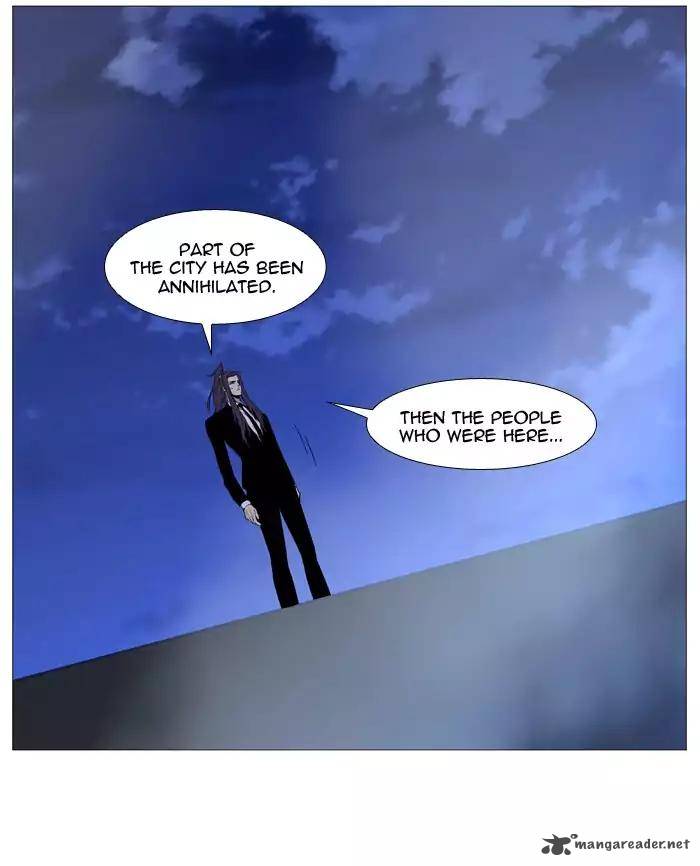 PART OF
THE CITY HAS BEEN
ANNIHILATED.
THEN THE PEOPLE
WHO WERE HERE...
mangareader.net